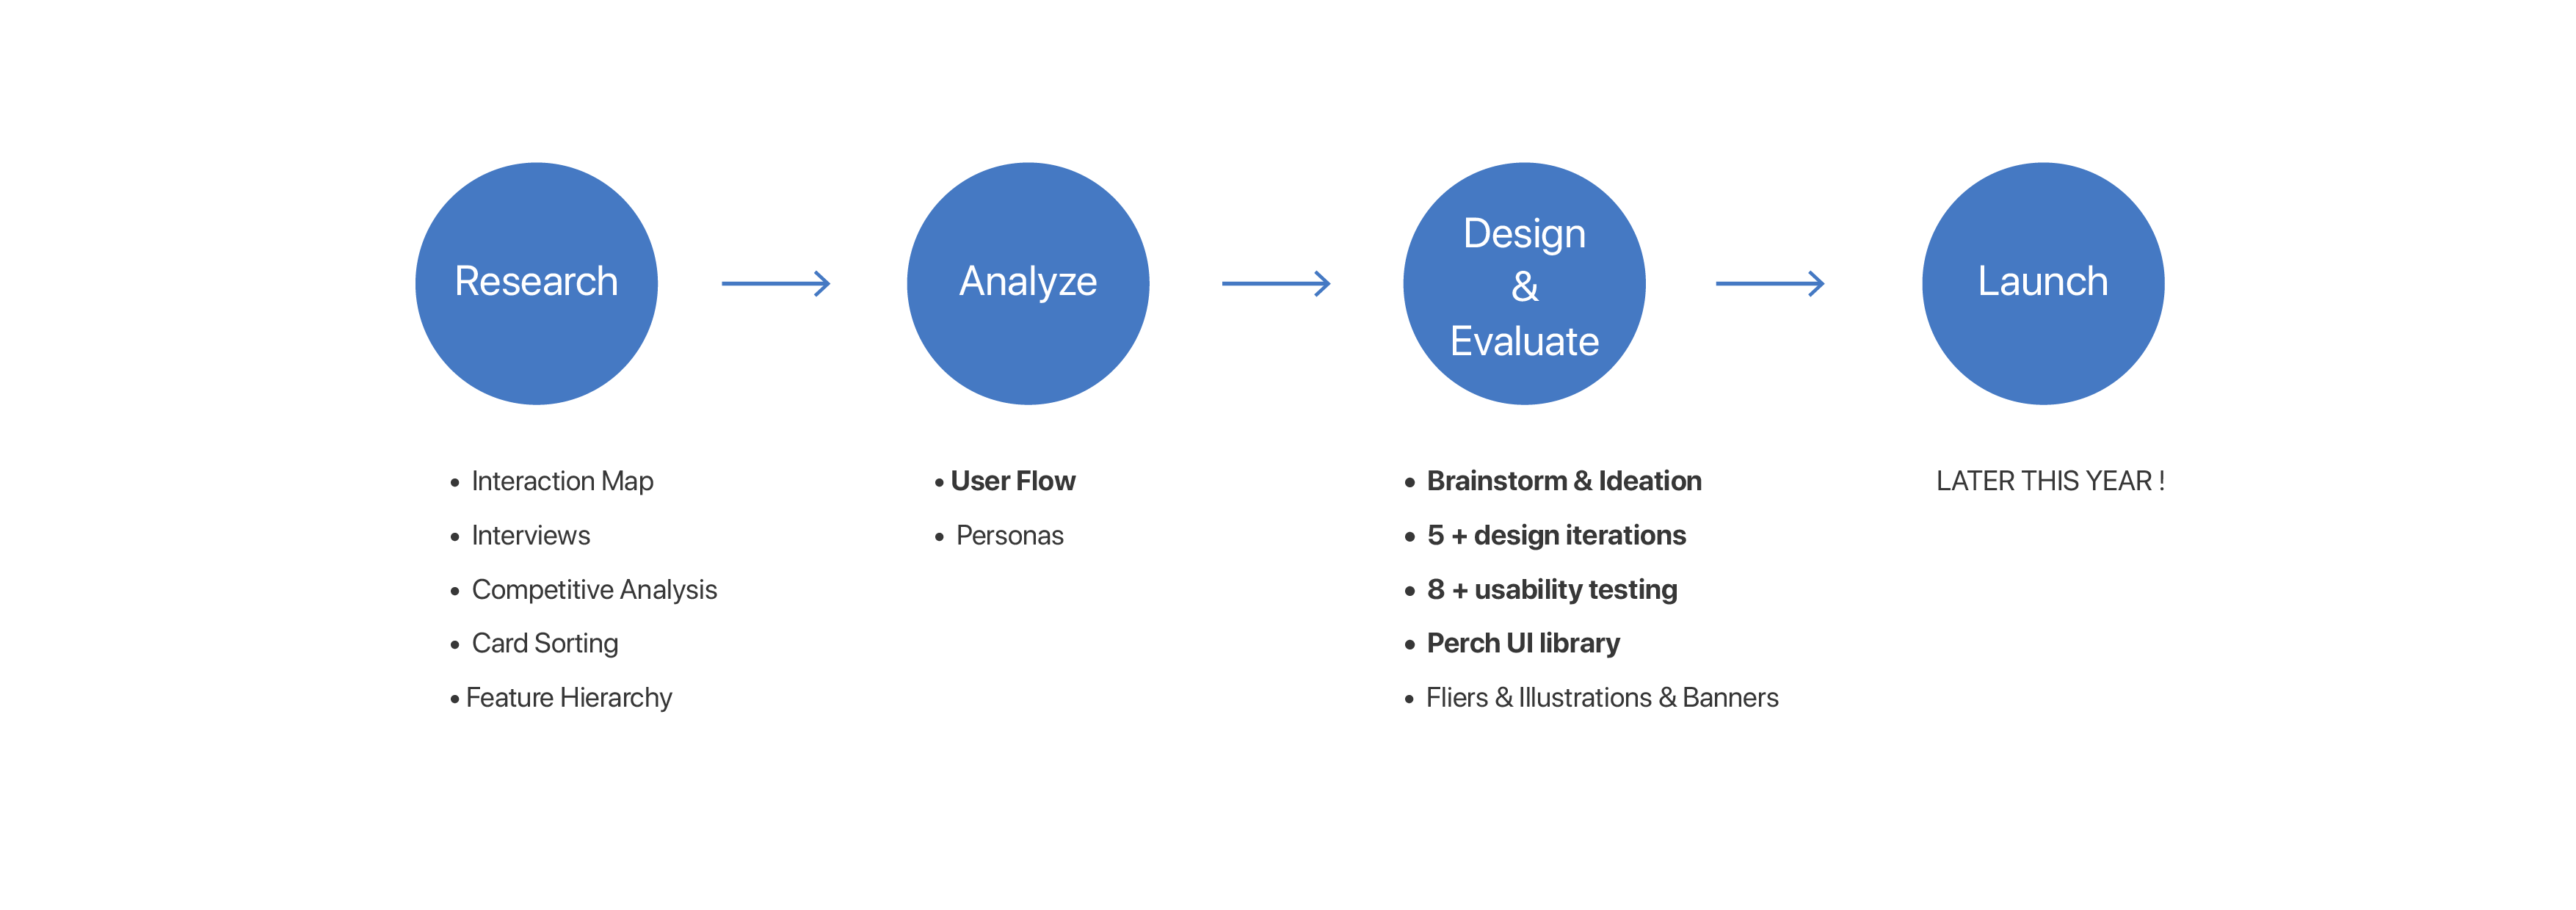 Research
Analyze
Design
&
Evaluate
Launch
• Interaction Map
• Interviews
• Competitive Analysis
• Card Sorting
• Feature Hierarchy
• User Flow
• Personas
• Brainstorm & Ideation
• 5 + design iterations
• 8 + usability testing
• Perch UI library
• Fliers & Illustrations & Banners
LATER THIS YEAR !